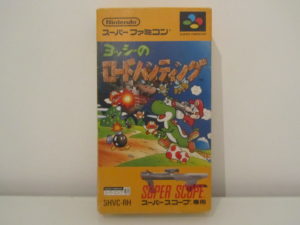 Nintendo
スーパーファミコン
ヨッシーの
ロードハンティング
SUPER SCOPE
スーパースコープ専用
SHVC-RH